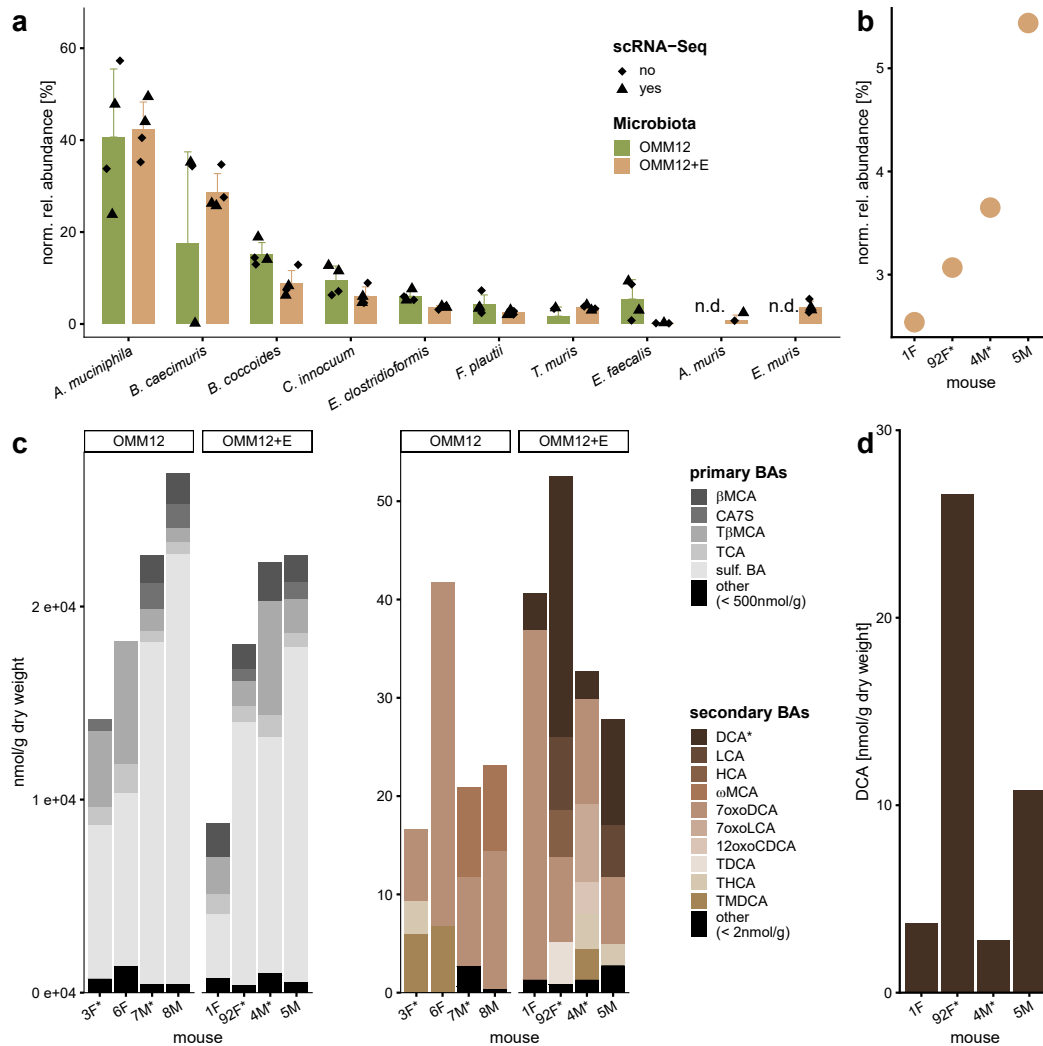 a
norm. rel. abundance [%]
60
40
20
0
scRNA−Seq
no
yes
Microbiota
OMM12
OMM12+E
n.d.
n.d.
A. muciniphila
B. caecimuris
B. coccoides
C. innocuum
E. clostridioformis
F. plautii
T. muris
E. faecalis
A. muris
E. muris
b
norm. rel. abundance [%]
5
4
3
1F
92F*
4M*
5M
mouse
c
nmol/g dry weight
OMM12
OMM12+E
2 e+04
1 e+04
0 e+04
3F*
6F
7M*
8M
1F
92F*
4M*
5M
mouse
OMM12
OMM12+E
50
40
30
20
10
0
3F*
6F
7M*
8M
1F
92F*
4M*
5M
mouse
primary BAs
βMCA
CA7S
TβMCA
TCA
sulf. BA
other
(< 500nmol/g)
secondary BAs
DCA*
LCA
HCA
ωMCA
7oxoDCA
7oxoLCA
12oxoCDCA
TDCA
THCA
TMDCA
other
(< 2nmol/g)
d
DCA [nmol/g dry weight]
30
20
10
0
1F
92F*
4M*
5M
mouse